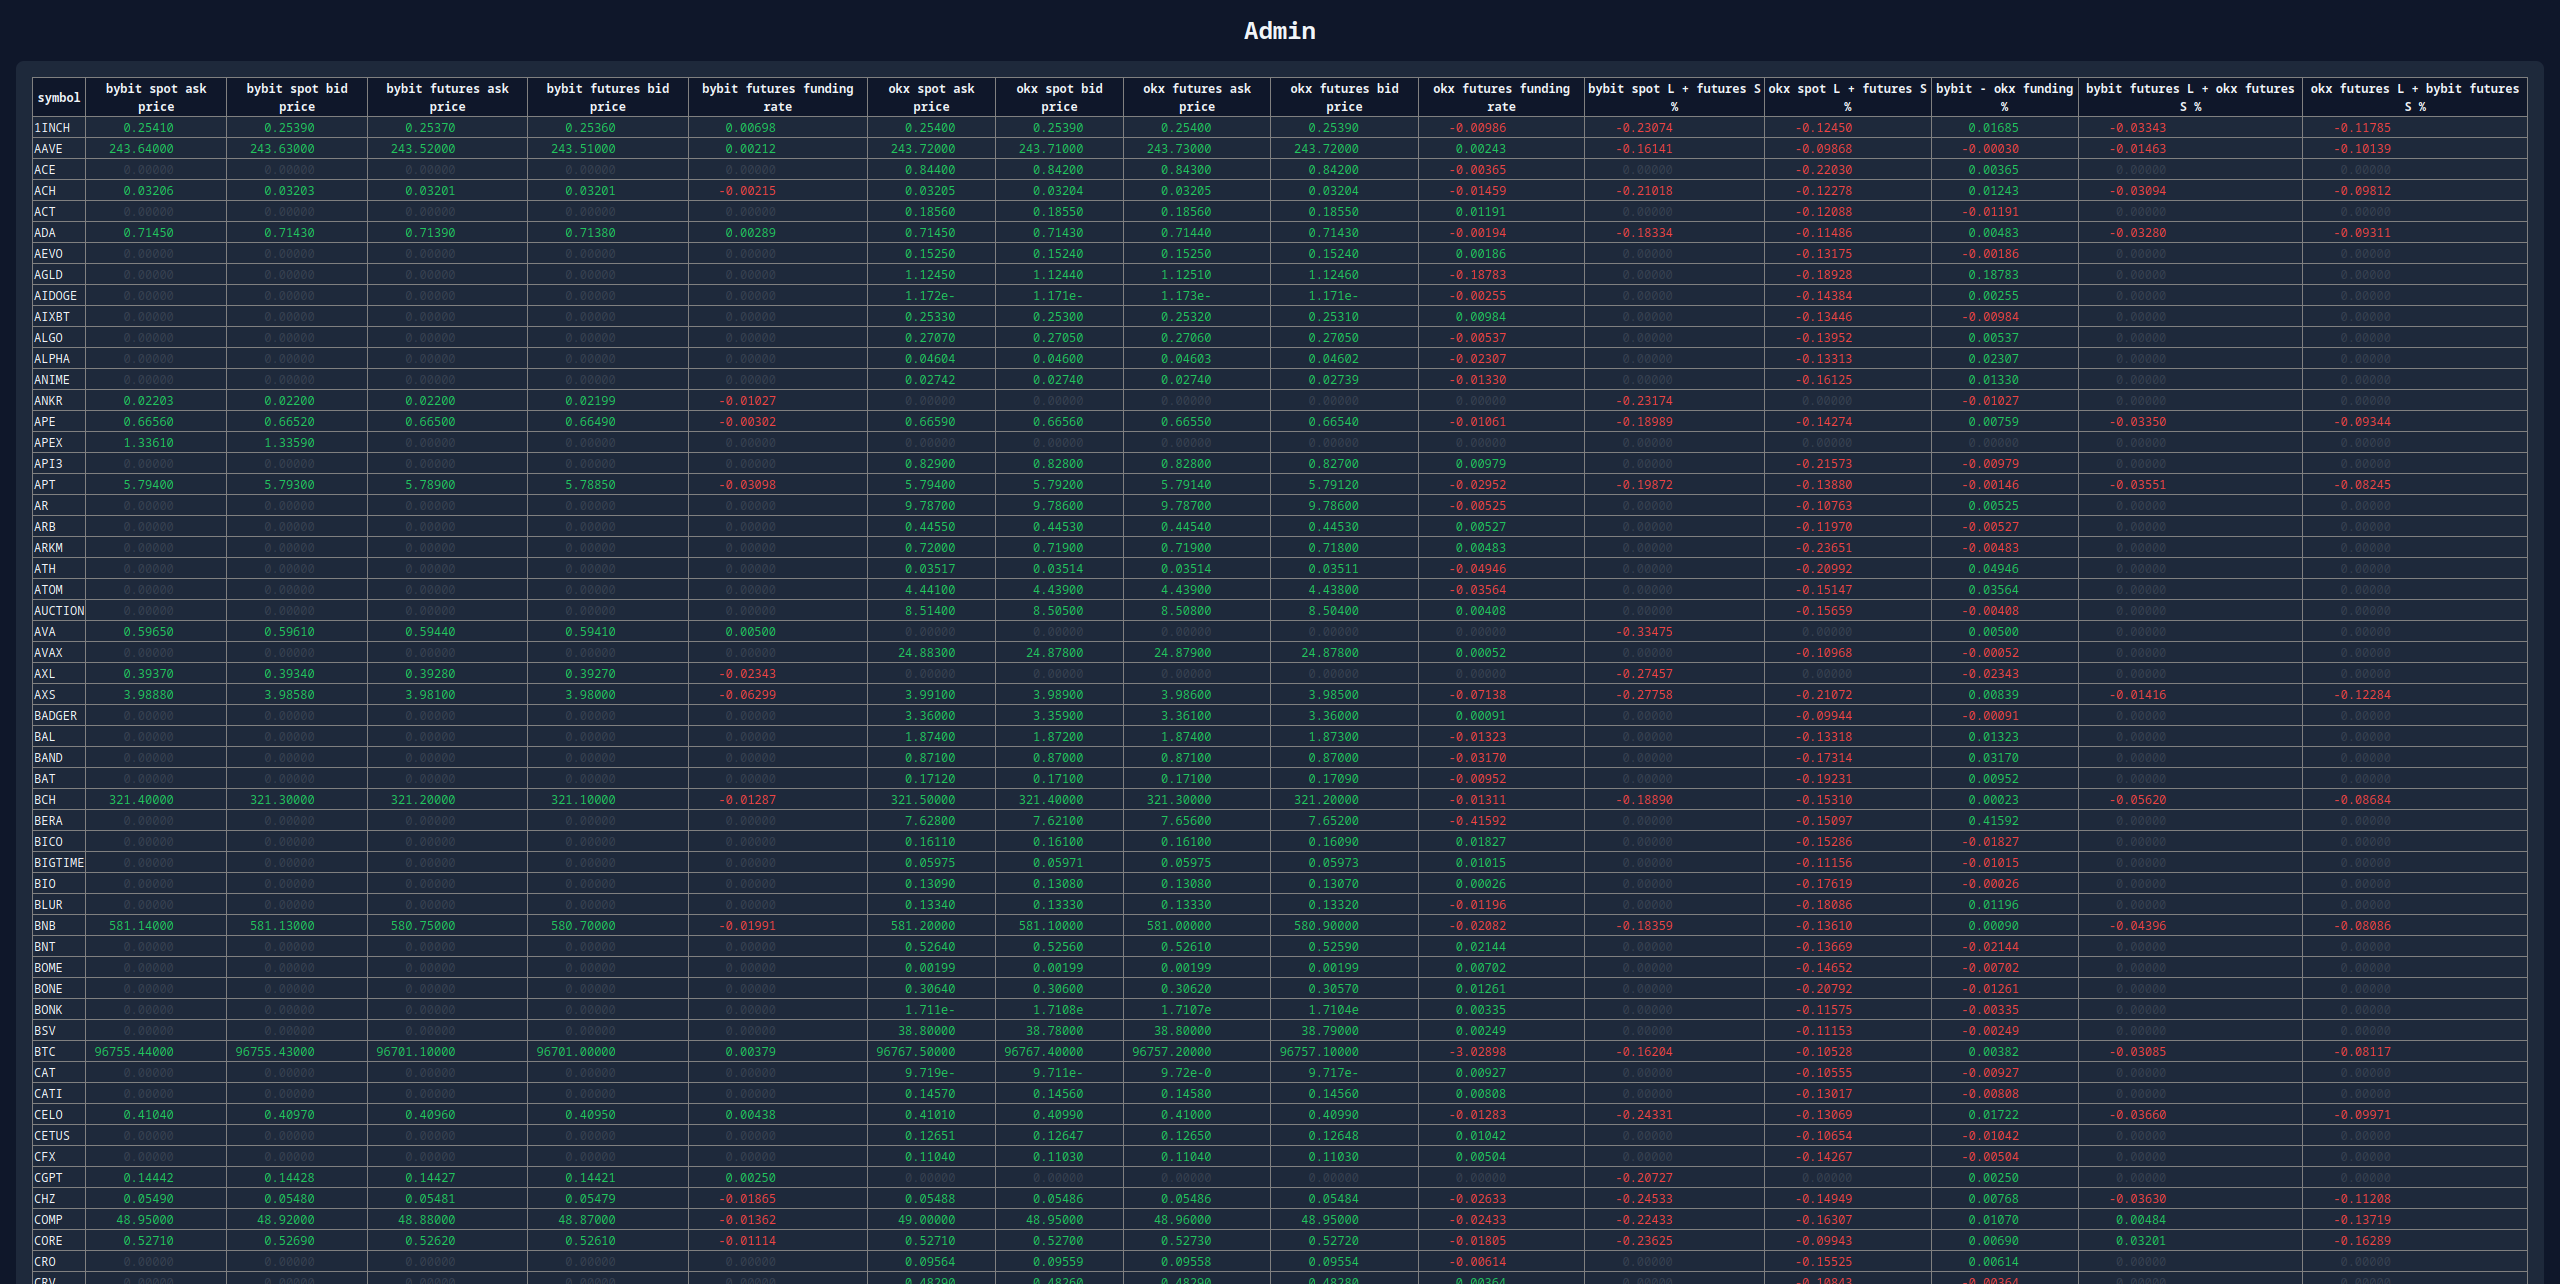 Admin
symbol bybit spot ask price bybit spot bid price bybit futures ask price bybit futures bid price bybit futures funding rate okx spot ask price okx spot bid price okx futures ask price okx futures bid price okx futures funding rate bybit spot L + futures S % okx spot L + futures S % bybit - okx funding % bybit futures L + okx futures S % okx futures L + bybit futures S %
1INCH 0.25410 0.25390 0.25370 0.25360 0.00698 0.25400 0.25390 0.25400 0.25390 -0.00986 -0.23074 -0.12450 0.01685 -0.03343 -0.11785
AAVE 243.64000 243.63000 243.52000 243.51000 0.00212 243.72000 243.71000 243.73000 243.72000 0.00243 -0.16141 -0.09868 -0.00030 -0.01463 -0.10139
ACE 0.00000 0.00000 0.00000 0.00000 0.00000 0.84400 0.84200 0.84300 0.84200 -0.00365 0.00000 -0.22030 0.00365 0.00000 0.00000
ACH 0.03206 0.03203 0.03201 0.03201 -0.00215 0.03205 0.03204 0.03205 0.03204 -0.01459 -0.21018 -0.12278 0.01243 -0.03094 -0.09812
ACT 0.00000 0.00000 0.00000 0.00000 0.00000 0.18560 0.18550 0.18560 0.18550 0.01191 0.00000 -0.12088 -0.01191 0.00000 0.00000
ADA 0.71450 0.71430 0.71390 0.71380 0.00289 0.71450 0.71430 0.71440 0.71430 -0.00194 -0.18334 -0.11486 0.00483 -0.03280 -0.09311
AEVO 0.00000 0.00000 0.00000 0.00000 0.00000 0.15250 0.15240 0.15250 0.15240 0.00186 0.00000 -0.13175 -0.00186 0.00000 0.00000
AGLD 0.00000 0.00000 0.00000 0.00000 0.00000 1.12450 1.12440 1.12510 1.12460 -0.18783 0.00000 -0.18928 0.18783 0.00000 0.00000
AIDOGE 0.00000 0.00000 0.00000 0.00000 0.00000 1.172e- 1.171e- 1.173e- 1.171e- -0.00255 0.00000 -0.14384 0.00255 0.00000 0.00000
AIXBT 0.00000 0.00000 0.00000 0.00000 0.00000 0.25330 0.25300 0.25320 0.25310 0.00984 0.00000 -0.13446 -0.00984 0.00000 0.00000
ALGO 0.00000 0.00000 0.00000 0.00000 0.00000 0.27070 0.27050 0.27060 0.27050 -0.00537 0.00000 -0.13952 0.00537 0.00000 0.00000
ALPHA 0.00000 0.00000 0.00000 0.00000 0.00000 0.04604 0.04600 0.04603 0.04602 -0.02307 0.00000 -0.13313 0.02307 0.00000 0.00000
ANIME 0.00000 0.00000 0.00000 0.00000 0.00000 0.02742 0.02740 0.02740 0.02739 -0.01330 0.00000 -0.16125 0.01330 0.00000 0.00000
ANKR 0.02203 0.02200 0.02200 0.02199 -0.01027 0.00000 0.00000 0.00000 0.00000 0.00000 -0.23174 0.00000 -0.01027 0.00000 0.00000
APE 0.66560 0.66520 0.66500 0.66490 -0.00302 0.66590 0.66560 0.66550 0.66540 -0.01061 -0.18989 -0.14274 0.00759 -0.03350 -0.09344
APEX 1.33610 1.33590 0.00000 0.00000 0.00000 0.00000 0.00000 0.00000 0.00000 0.00000 0.00000 0.00000 0.00000 0.00000 0.00000
API3 0.00000 0.00000 0.00000 0.00000 0.00000 0.82900 0.82800 0.82800 0.82700 0.00979 0.00000 -0.21573 -0.00979 0.00000 0.00000
APT 5.79400 5.79300 5.78900 5.78850 -0.03098 5.79400 5.79200 5.79140 5.79120 -0.02952 -0.19872 -0.13880 -0.00146 -0.03551 -0.08245
AR 0.00000 0.00000 0.00000 0.00000 0.00000 9.78700 9.78600 9.78700 9.78600 -0.00525 0.00000 -0.10763 0.00525 0.00000 0.00000
ARB 0.00000 0.00000 0.00000 0.00000 0.00000 0.44550 0.44530 0.44540 0.44530 0.00527 0.00000 -0.11970 -0.00527 0.00000 0.00000
ARKM 0.00000 0.00000 0.00000 0.00000 0.00000 0.72000 0.71900 0.71900 0.71800 0.00483 0.00000 -0.23651 -0.00483 0.00000 0.00000
ATH 0.00000 0.00000 0.00000 0.00000 0.00000 0.03517 0.03514 0.03514 0.03511 -0.04946 0.00000 -0.20992 0.04946 0.00000 0.00000
ATOM 0.00000 0.00000 0.00000 0.00000 0.00000 4.44100 4.43900 4.43900 4.43800 -0.03564 0.00000 -0.15147 0.03564 0.00000 0.00000
AUCTION 0.00000 0.00000 0.00000 0.00000 0.00000 8.51400 8.50500 8.50800 8.50400 0.00408 0.00000 -0.15659 -0.00408 0.00000 0.00000
AVA 0.59650 0.59610 0.59440 0.59410 0.00500 0.00000 0.00000 0.00000 0.00000 0.00000 -0.33475 0.00000 0.00500 0.00000 0.00000
AVAX 0.00000 0.00000 0.00000 0.00000 0.00000 24.88300 24.87800 24.87900 24.87800 0.00052 0.00000 -0.10968 -0.00052 0.00000 0.00000
AXL 0.39370 0.39340 0.39280 0.39270 -0.02343 0.00000 0.00000 0.00000 0.00000 0.00000 -0.27457 0.00000 -0.02343 0.00000 0.00000
AXS 3.98880 3.98580 3.98100 3.98000 -0.06299 3.99100 3.98900 3.98600 3.98500 -0.07138 -0.27758 -0.21072 0.00839 -0.01416 -0.12284
BADGER 0.00000 0.00000 0.00000 0.00000 0.00000 3.36000 3.35900 3.36100 3.36000 0.00091 0.00000 -0.09944 -0.00091 0.00000 0.00000
BAL 0.00000 0.00000 0.00000 0.00000 0.00000 1.87400 1.87200 1.87400 1.87300 -0.01323 0.00000 -0.13318 0.01323 0.00000 0.00000
BAND 0.00000 0.00000 0.00000 0.00000 0.00000 0.87100 0.87000 0.87100 0.87000 -0.03170 0.00000 -0.17314 0.03170 0.00000 0.00000
BAT 0.00000 0.00000 0.00000 0.00000 0.00000 0.17120 0.17100 0.17100 0.17090 -0.00952 0.00000 -0.19231 0.00952 0.00000 0.00000
BCH 321.40000 321.30000 321.20000 321.10000 -0.01287 321.50000 321.40000 321.30000 321.20000 -0.01311 -0.18890 -0.15310 0.00023 -0.05620 -0.08684
BERA 0.00000 0.00000 0.00000 0.00000 0.00000 7.62800 7.62100 7.65600 7.65200 -0.41592 0.00000 -0.15097 0.41592 0.00000 0.00000
BICO 0.00000 0.00000 0.00000 0.00000 0.00000 0.16110 0.16100 0.16100 0.16090 0.01827 0.00000 -0.15286 -0.01827 0.00000 0.00000
BIGTIME 0.00000 0.00000 0.00000 0.00000 0.00000 0.05975 0.05971 0.05975 0.05973 0.01015 0.00000 -0.11156 -0.01015 0.00000 0.00000
BIO 0.00000 0.00000 0.00000 0.00000 0.00000 0.13090 0.13080 0.13080 0.13070 0.00026 0.00000 -0.17619 -0.00026 0.00000 0.00000
BLUR 0.00000 0.00000 0.00000 0.00000 0.00000 0.13340 0.13330 0.13330 0.13320 -0.01196 0.00000 -0.18086 0.01196 0.00000 0.00000
BNB 581.14000 581.13000 580.75000 580.70000 -0.01991 581.20000 581.10000 581.00000 580.90000 -0.02082 -0.18359 -0.13610 0.00090 -0.04396 -0.08086
BNT 0.00000 0.00000 0.00000 0.00000 0.00000 0.52640 0.52560 0.52610 0.52590 0.02144 0.00000 -0.13669 -0.02144 0.00000 0.00000
BOME 0.00000 0.00000 0.00000 0.00000 0.00000 0.00199 0.00199 0.00199 0.00199 0.00702 0.00000 -0.14652 -0.00702 0.00000 0.00000
BONE 0.00000 0.00000 0.00000 0.00000 0.00000 0.30640 0.30600 0.30620 0.30570 0.01261 0.00000 -0.20792 -0.01261 0.00000 0.00000
BONK 0.00000 0.00000 0.00000 0.00000 0.00000 1.711e- 1.7108e 1.7107e 1.7104e 0.00335 0.00000 -0.11575 -0.00335 0.00000 0.00000
BSV 0.00000 0.00000 0.00000 0.00000 0.00000 38.80000 38.78000 38.80000 38.79000 0.00249 0.00000 -0.11153 -0.00249 0.00000 0.00000
BTC 96755.44000 96755.43000 96701.10000 96701.00000 0.00379 96767.50000 96767.40000 96757.20000 96757.10000 -3.02898 -0.16204 -0.10528 0.00382 -0.03085 -0.08117
CAT 0.00000 0.00000 0.00000 0.00000 0.00000 9.719e- 9.711e- 9.72e-0 9.717e- 0.00927 0.00000 -0.10555 -0.00927 0.00000 0.00000
CATI 0.00000 0.00000 0.00000 0.00000 0.00000 0.14570 0.14560 0.14580 0.14560 0.00808 0.00000 -0.13017 -0.00808 0.00000 0.00000
CELO 0.41040 0.40970 0.40960 0.40950 0.00438 0.41010 0.40990 0.41000 0.40990 -0.01283 -0.24331 -0.13069 0.01722 -0.03660 -0.09971
CETUS 0.00000 0.00000 0.00000 0.00000 0.00000 0.12651 0.12647 0.12650 0.12648 0.01042 0.00000 -0.10654 -0.01042 0.00000 0.00000
CFX 0.00000 0.00000 0.00000 0.00000 0.00000 0.11040 0.11030 0.11040 0.11030 0.00504 0.00000 -0.14267 -0.00504 0.00000 0.00000
CGPT 0.14442 0.14428 0.14427 0.14421 0.00250 0.00000 0.00000 0.00000 0.00000 0.00000 -0.20727 0.00000 0.00250 0.00000 0.00000
CHZ 0.05490 0.05480 0.05481 0.05479 -0.01865 0.05488 0.05486 0.05486 0.05484 -0.02633 -0.24533 -0.14949 0.00768 -0.03630 -0.11208
COMP 48.95000 48.92000 48.88000 48.87000 -0.01362 49.00000 48.95000 48.96000 48.95000 -0.02433 -0.22433 -0.16307 0.01070 0.00484 -0.13719
CORE 0.52710 0.52690 0.52620 0.52610 -0.01114 0.52710 0.52700 0.52730 0.52720 -0.01805 -0.23625 -0.09943 0.00690 0.03201 -0.16289
CRO 0.00000 0.00000 0.00000 0.00000 0.00000 0.09564 0.09559 0.09558 0.09554 -0.00614 0.00000 -0.15525 0.00614 0.00000 0.00000
CRV 0.00000 0.00000 0.00000 0.00000 0.00000 0.48290 0.48260 0.48290 0.48280 0.00364 0.00000 -0.10843 -0.00364 0.00000 0.00000